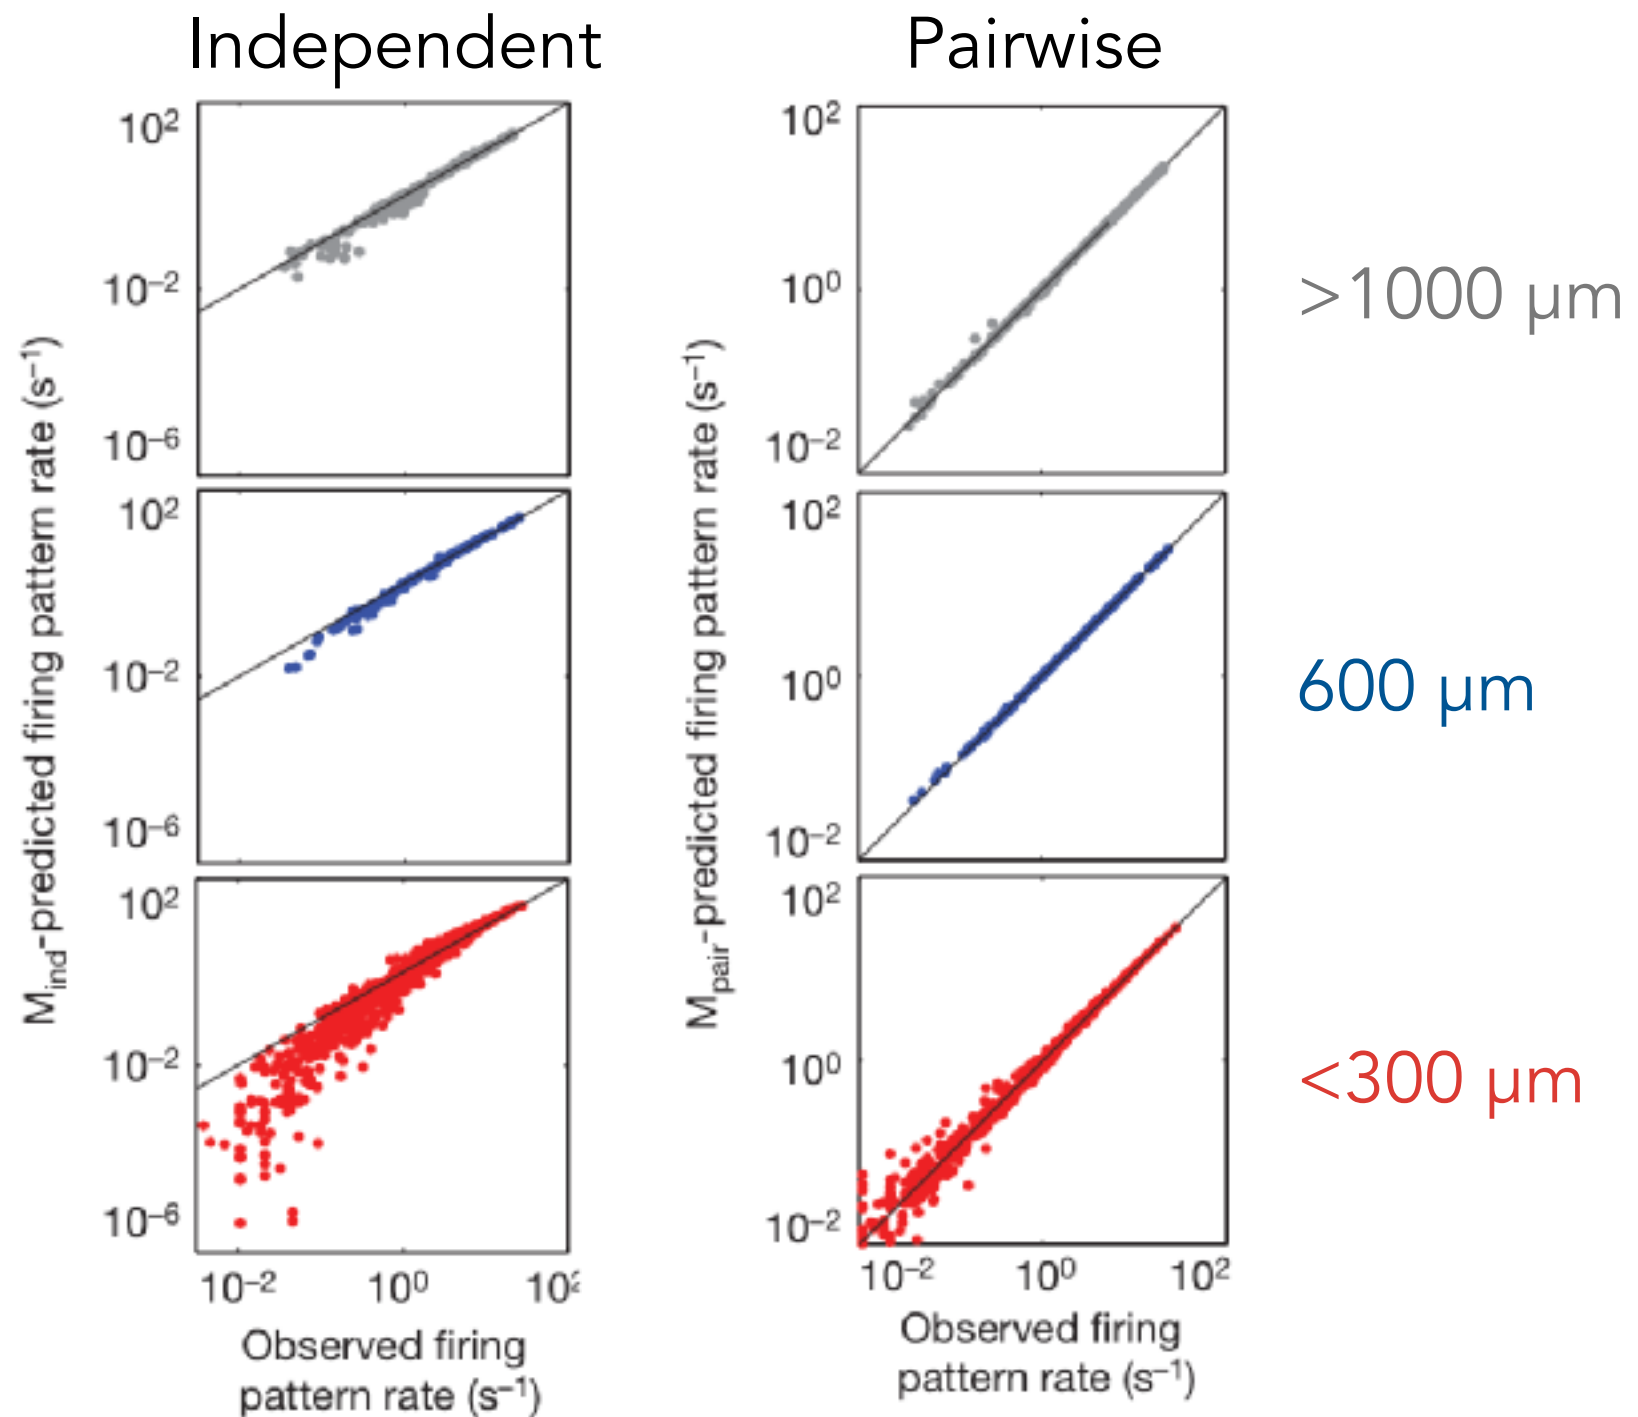 Independent
Pairwise
M_ind-predicted firing pattern rate (s⁻¹)
10²
10⁻²
10⁻⁶
10²
10⁻²
10⁻⁶
10²
10⁻²
10⁻⁶
10⁻²
10⁰
10²
Observed firing
pattern rate (s⁻¹)
M_pair-predicted firing pattern rate (s⁻¹)
10²
10⁰
10⁻²
10²
10⁰
10⁻²
10²
10⁰
10⁻²
10⁻²
10⁰
10²
Observed firing
pattern rate (s⁻¹)
>1000 µm
600 µm
<300 µm